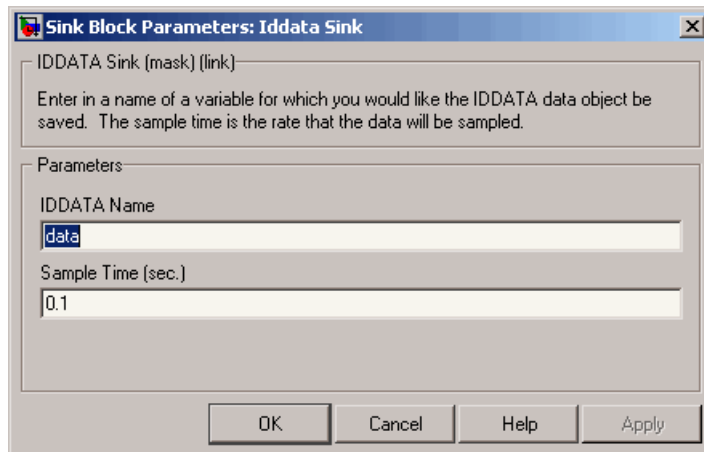 Sink Block Parameters: Iddata Sink
IDDATA Sink (mask) (link)
Enter in a name of a variable for which you would like the IDDATA data object be
saved. The sample time is the rate that the data will be sampled.
Parameters
IDDATA Name
data
Sample Time (sec.)
0.1
OK Cancel Help Apply